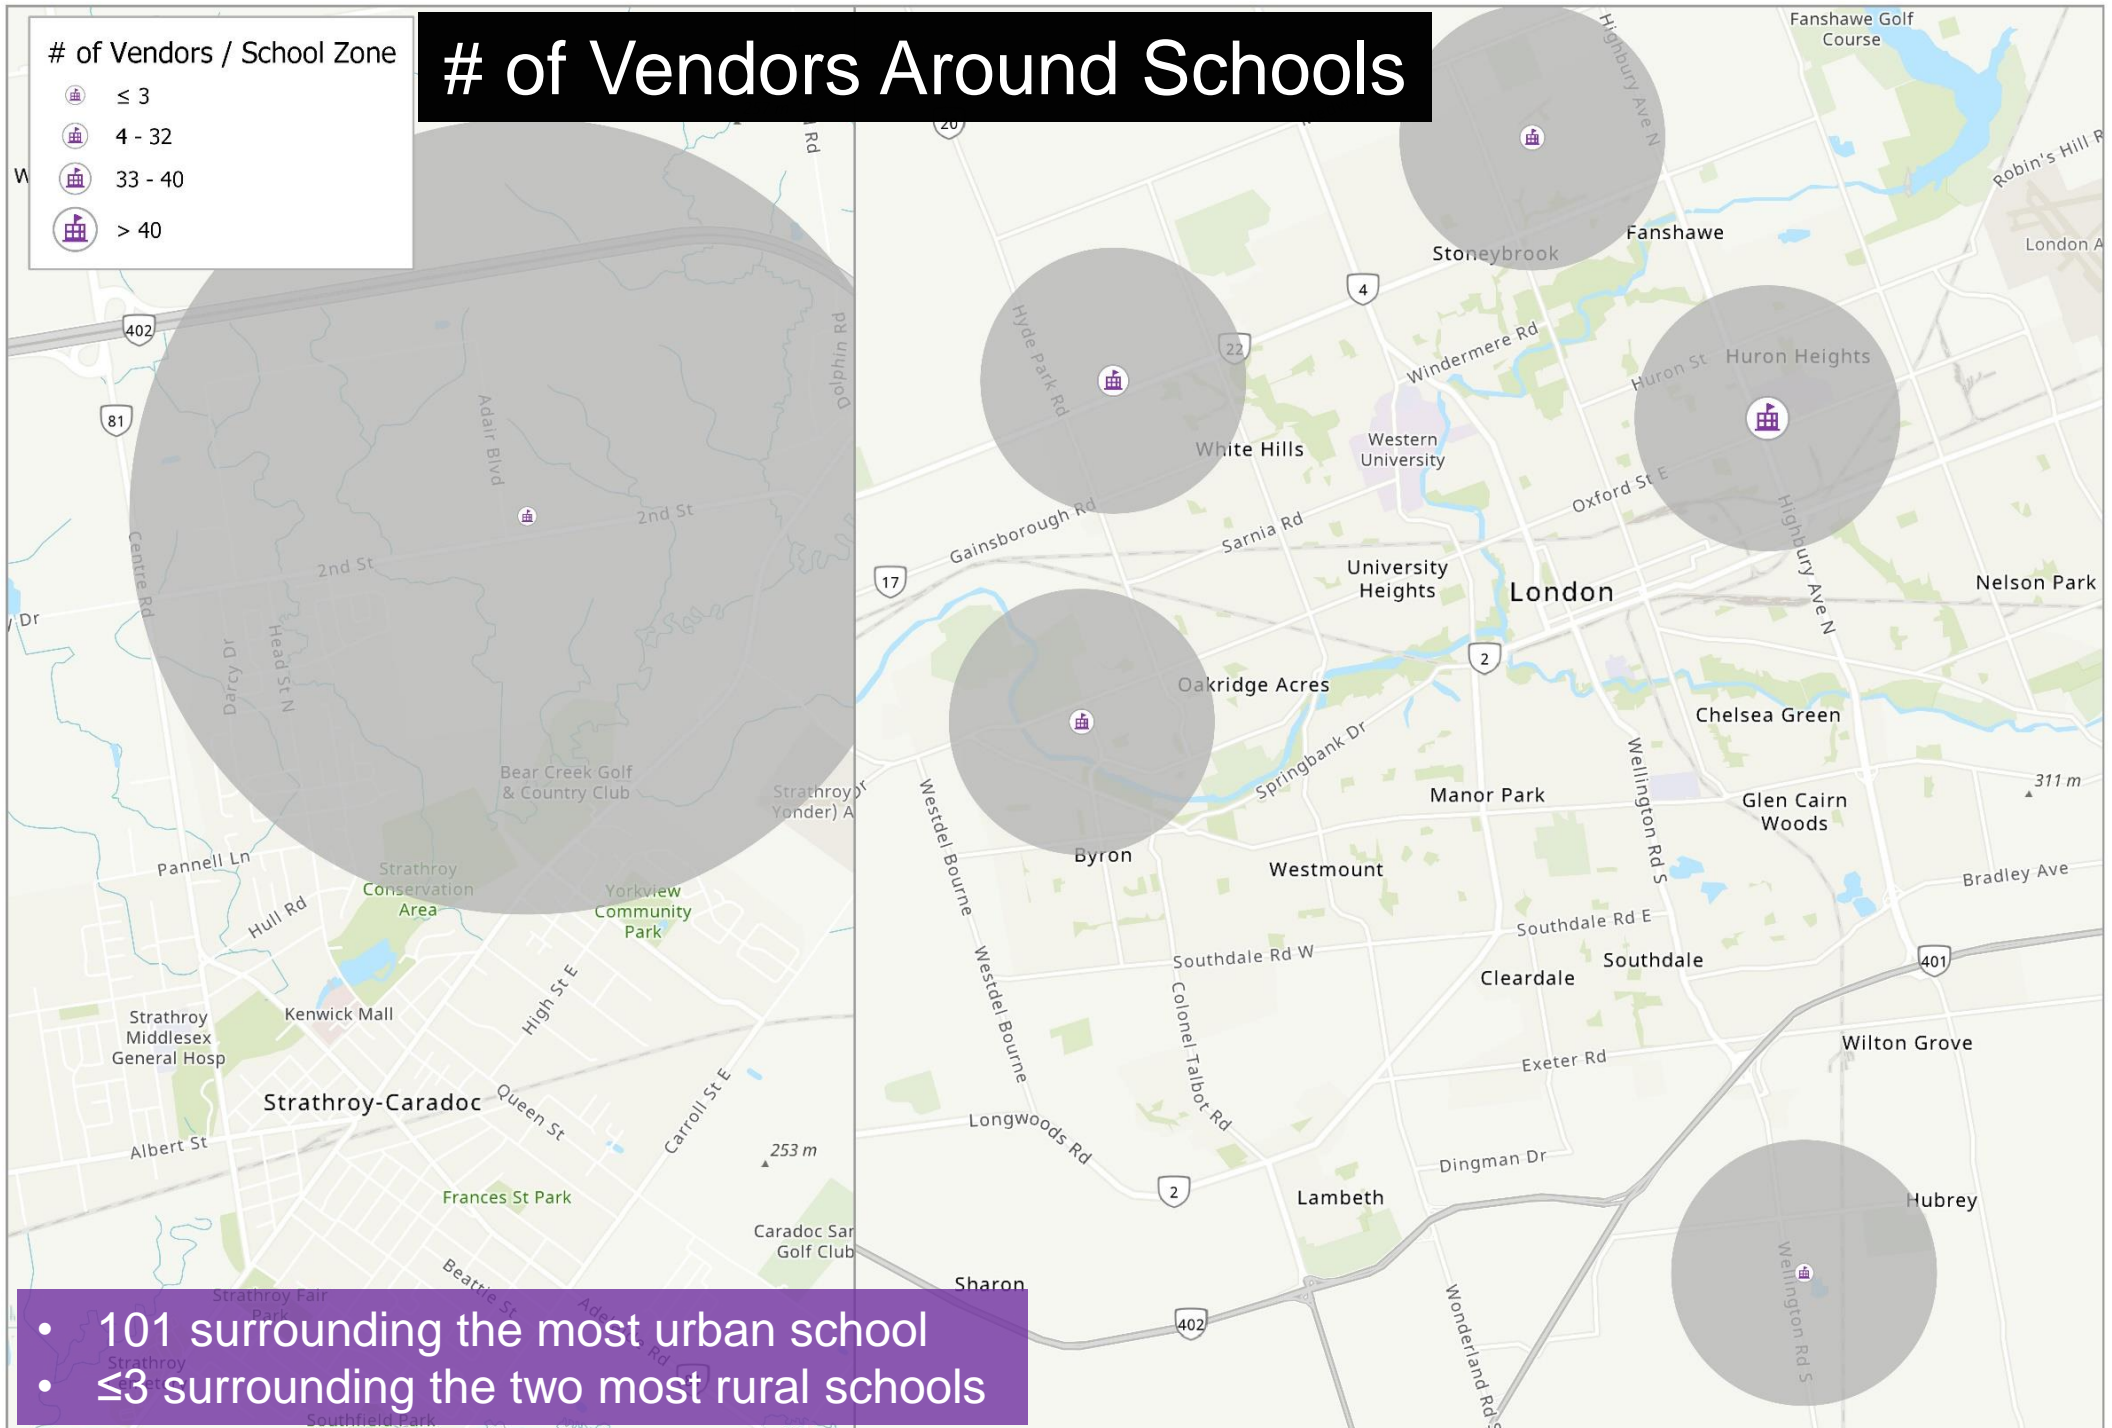 # of Vendors Around Schools
# of Vendors / School Zone
≤ 3
4 - 32
33 - 40
> 40
402
81
Adair Blvd
Dolphin Rd
2nd St
2nd St
Centre Rd
Darcy Dr
Head St N
Bear Creek Golf
& Country Club
Pannell Ln
Strathroy
Conservation
Area
Yorkview
Community
Park
Hull Rd
High St E
Kenwick Mall
Strathroy
Middlesex
General Hosp
Strathroy-Caradoc
Queen St
Carroll St E
Albert St
253 m
Frances St Park
Caradoc Sar
Golf Club
Beattie St
Strathroy Fair
Park
Southfield Park
Rd
20
Highbury Ave N
Fanshawe Golf
Course
Robin's Hill R
London A
Fanshawe
Stoneybrook
4
22
Hyde Park Rd
Windermere Rd
Huron St
Huron Heights
White Hills
Western
University
Oxford St E
Gainsborough Rd
Sarnia Rd
Highbury Ave N
17
University
Heights
London
Nelson Park
2
Oakridge Acres
Chelsea Green
Springbank Dr
Wellington Rd S
Westdel Bourne
Manor Park
Glen Cairn
Woods
311 m
Byron
Westmount
Bradley Ave
Southdale Rd E
Southdale Rd W
Southdale
Cleardale
401
Westdel Bourne
Colonel Talbot Rd
Wilton Grove
Exeter Rd
Longwoods Rd
Dingman Dr
2
Lambeth
Hubrey
Wellington Rd S
Sharon
402
Wonderland Rd S
• 101 surrounding the most urban school
• ≤3 surrounding the two most rural schools